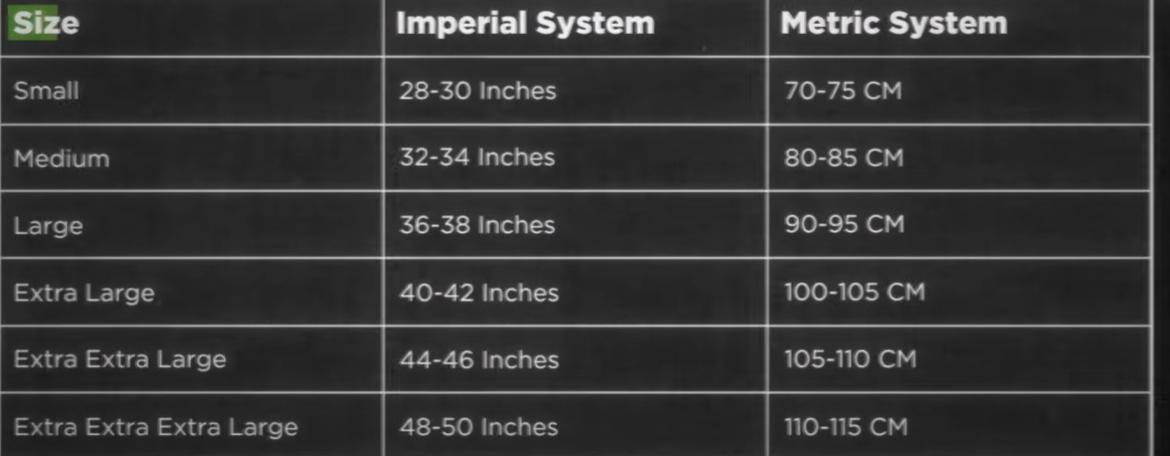 Size Imperial System Metric System
Small 28-30 Inches 70-75 CM
Medium 32-34 Inches 80-85 CM
Large 36-38 Inches 90-95 CM
Extra Large 40-42 Inches 100-105 CM
Extra Extra Large 44-46 Inches 105-110 CM
Extra Extra Extra Large 48-50 Inches 110-115 CM